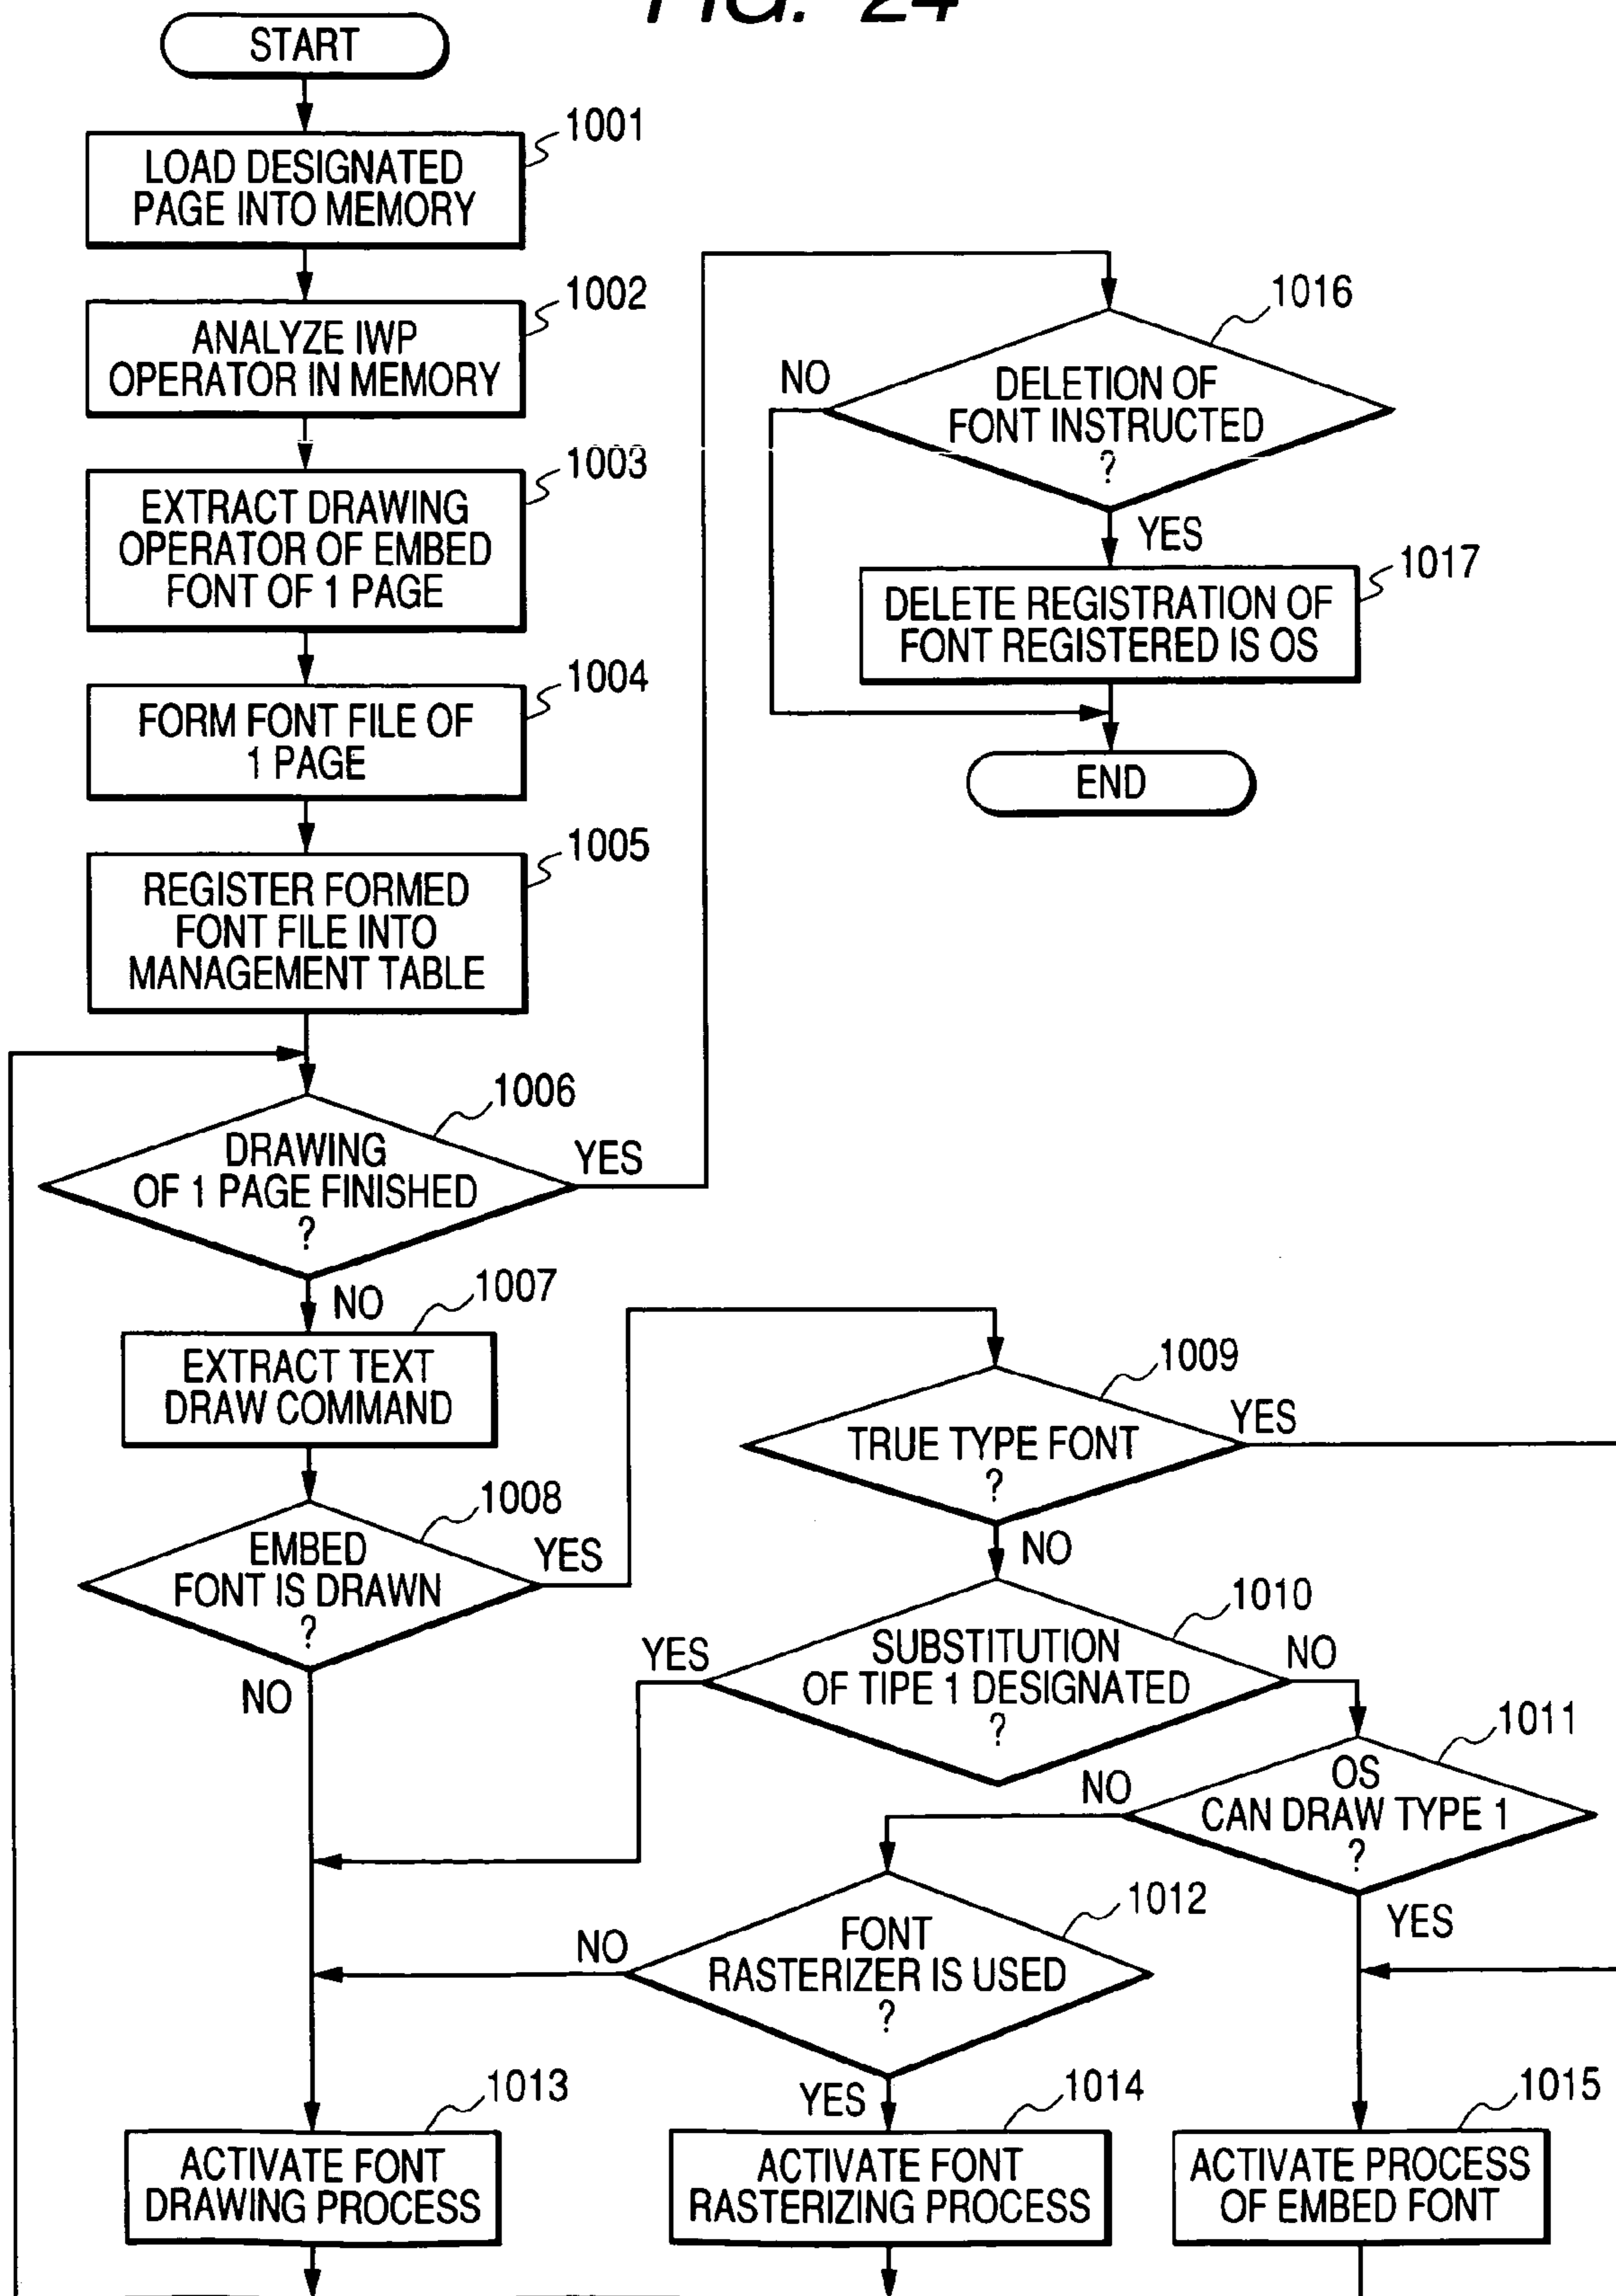 FIG. 24
START
1001
LOAD DESIGNATED
PAGE INTO MEMORY
1002
ANALYZE IWP
OPERATOR IN MEMORY
1003
EXTRACT DRAWING
OPERATOR OF EMBED
FONT OF 1 PAGE
1004
FORM FONT FILE OF
1 PAGE
1005
REGISTER FORMED
FONT FILE INTO
MANAGEMENT TABLE
1006
DRAWING
OF 1 PAGE FINISHED
?
YES
NO
1016
DELETION OF
FONT INSTRUCTED
?
NO
YES
1017
DELETE REGISTRATION OF
FONT REGISTERED IS OS
END
1007
EXTRACT TEXT
DRAW COMMAND
1008
EMBED
FONT IS DRAWN
?
YES
NO
1009
TRUE TYPE FONT
?
YES
NO
1010
SUBSTITUTION
OF TIPE 1 DESIGNATED
?
YES
NO
1011
OS
CAN DRAW TYPE 1
?
NO
YES
1012
FONT
RASTERIZER IS USED
?
NO
YES
1013
ACTIVATE FONT
DRAWING PROCESS
1014
ACTIVATE FONT
RASTERIZING PROCESS
1015
ACTIVATE PROCESS
OF EMBED FONT